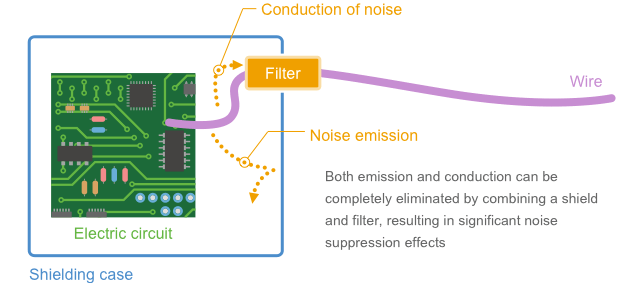 Conduction of noise
Filter
Wire
Noise emission
Both emission and conduction can be
completely eliminated by combining a shield
and filter, resulting in significant noise
suppression effects
Electric circuit
Shielding case